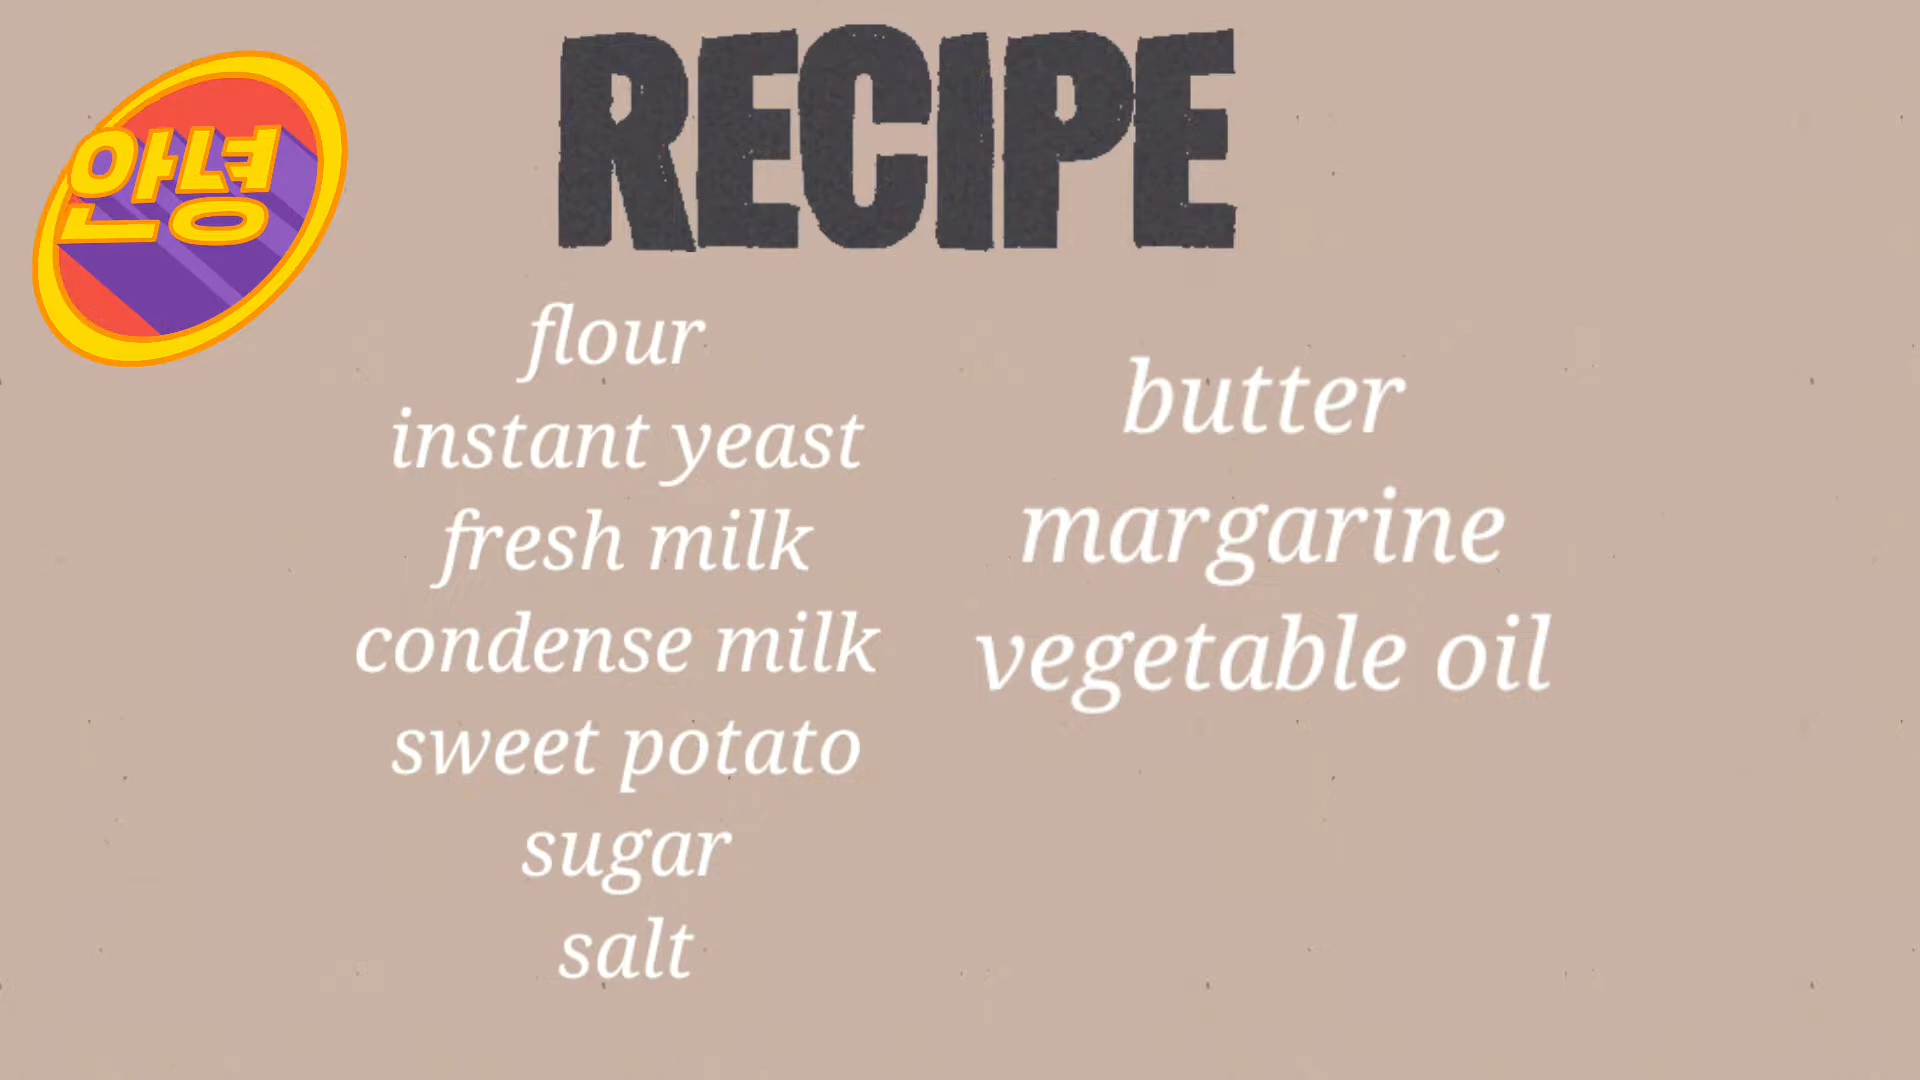 안녕
RECIPE
flour
instant yeast
fresh milk
condense milk
sweet potato
sugar
salt
butter
margarine
vegetable oil